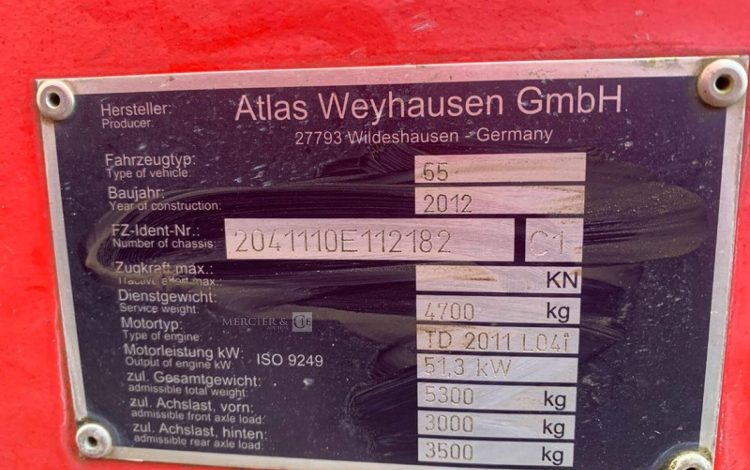 Hersteller: Atlas Weyhausen GmbH
Producer: 27793 Wildeshausen - Germany
Fahrzeugtyp: 65
Type of vehicle:
Baujahr: 2012
Year of construction:
FZ-Ident-Nr.: 2041110E112182 C1
Number of chassis:
Zugkraft max.: KN
Tractive effort max.:
Dienstgewicht: 4700 kg
Service weight:
MERCIER & CIE
Motortyp: TD 2011 L04i
Type of engine:
Motorleistung kW ISO 9249 51,3 kW
Output of engine kW:
zul. Gesamtgewicht: 5300 kg
admissible total weight:
zul. Achslast, vorn: 3000 kg
admissible front axle load:
zul. Achslast, hinten: 3500 kg
admissible rear axle load: